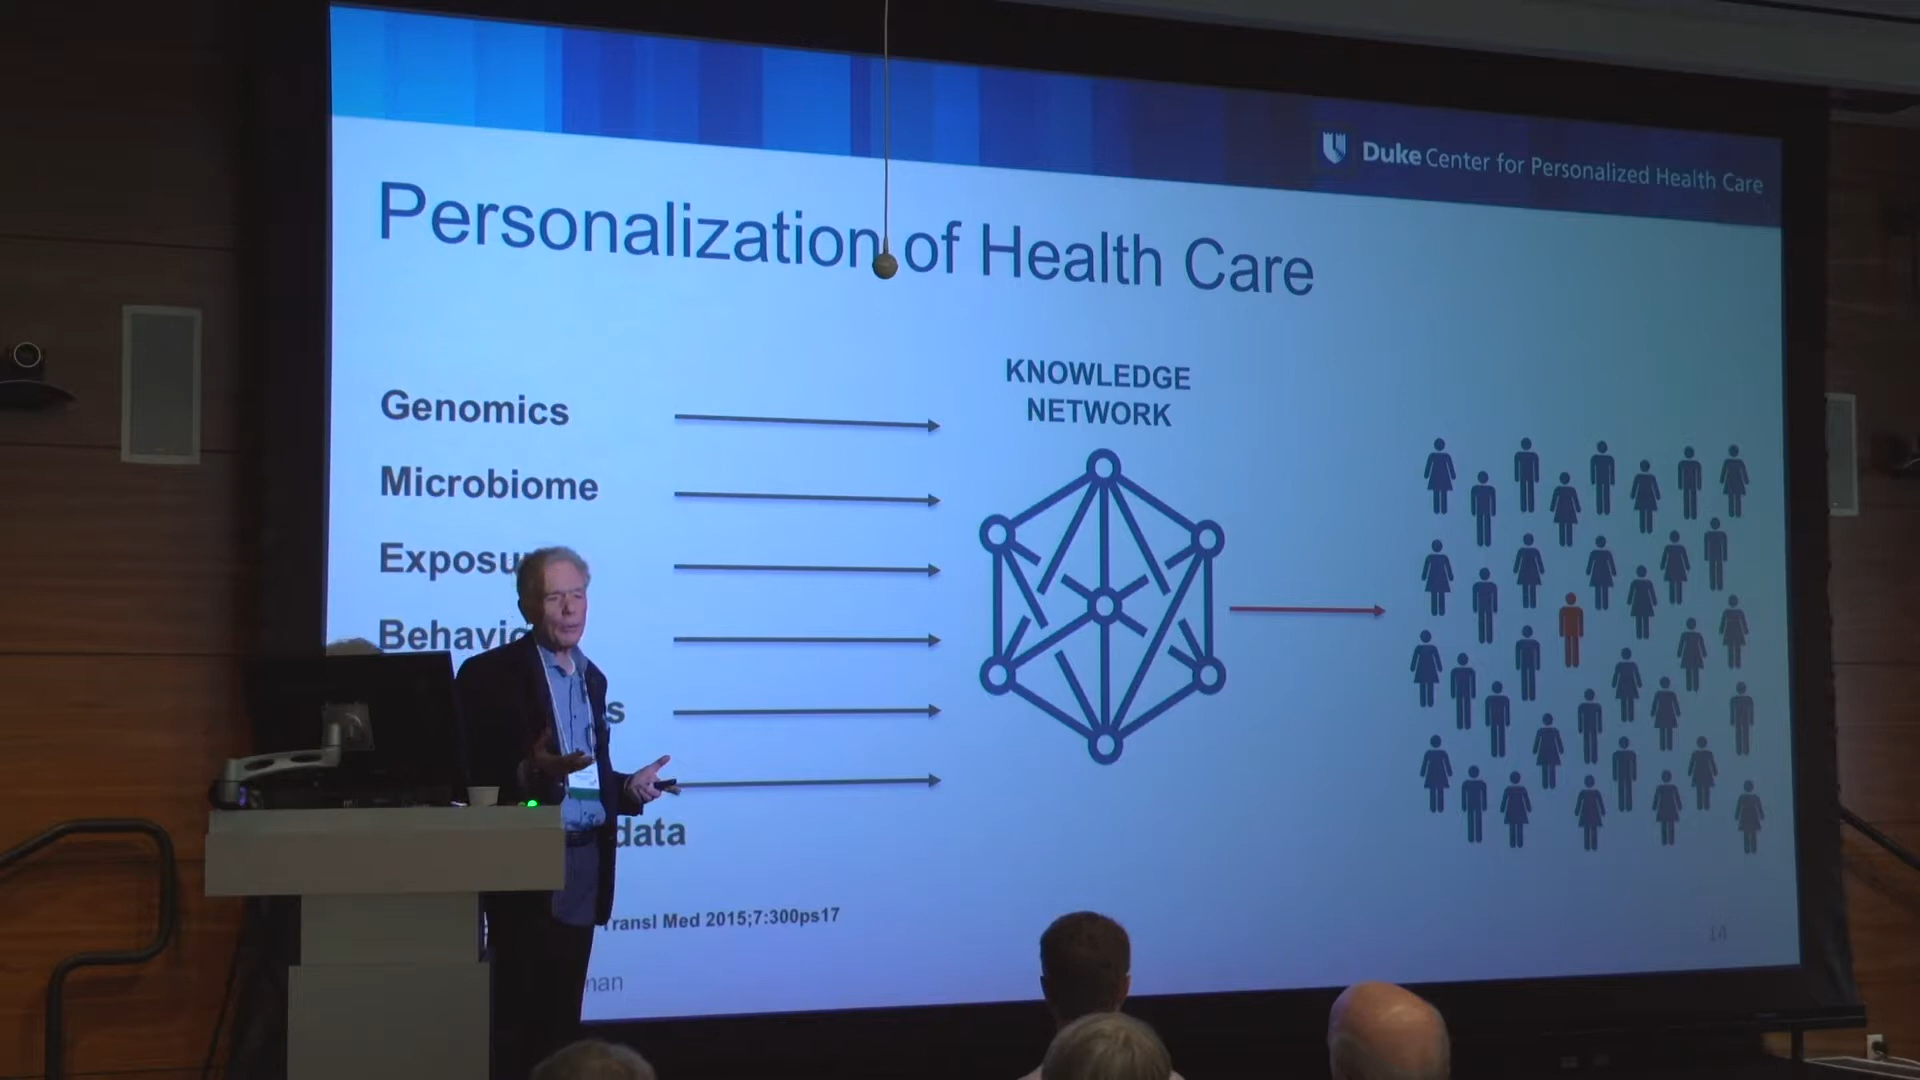 Duke Center for Personalized Health Care
Personalization of Health Care
KNOWLEDGE
NETWORK
Genomics
Microbiome
data
Transl Med 2015;7:300ps17
14